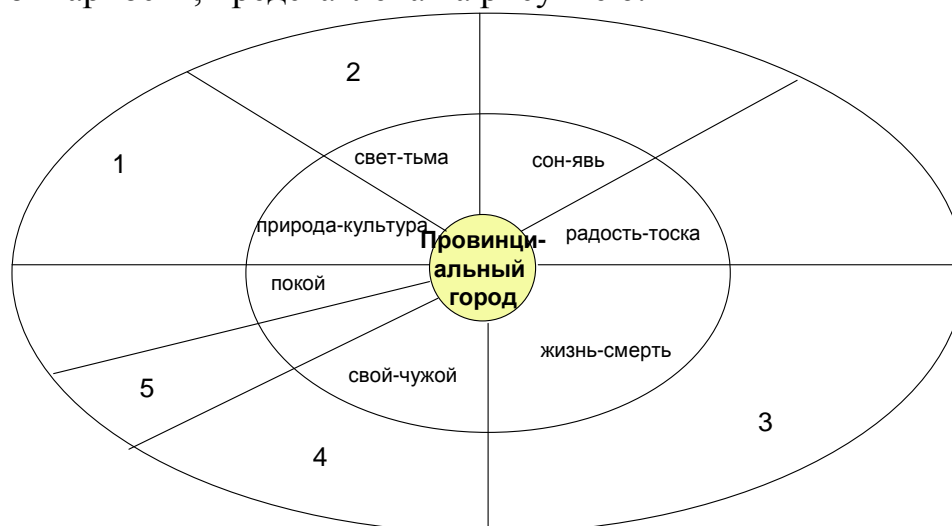 2
1
свет-тьма
сон-явь
природа-культура
радость-тоска
Провинци-
альный
город
покой
жизнь-смерть
свой-чужой
5
3
4